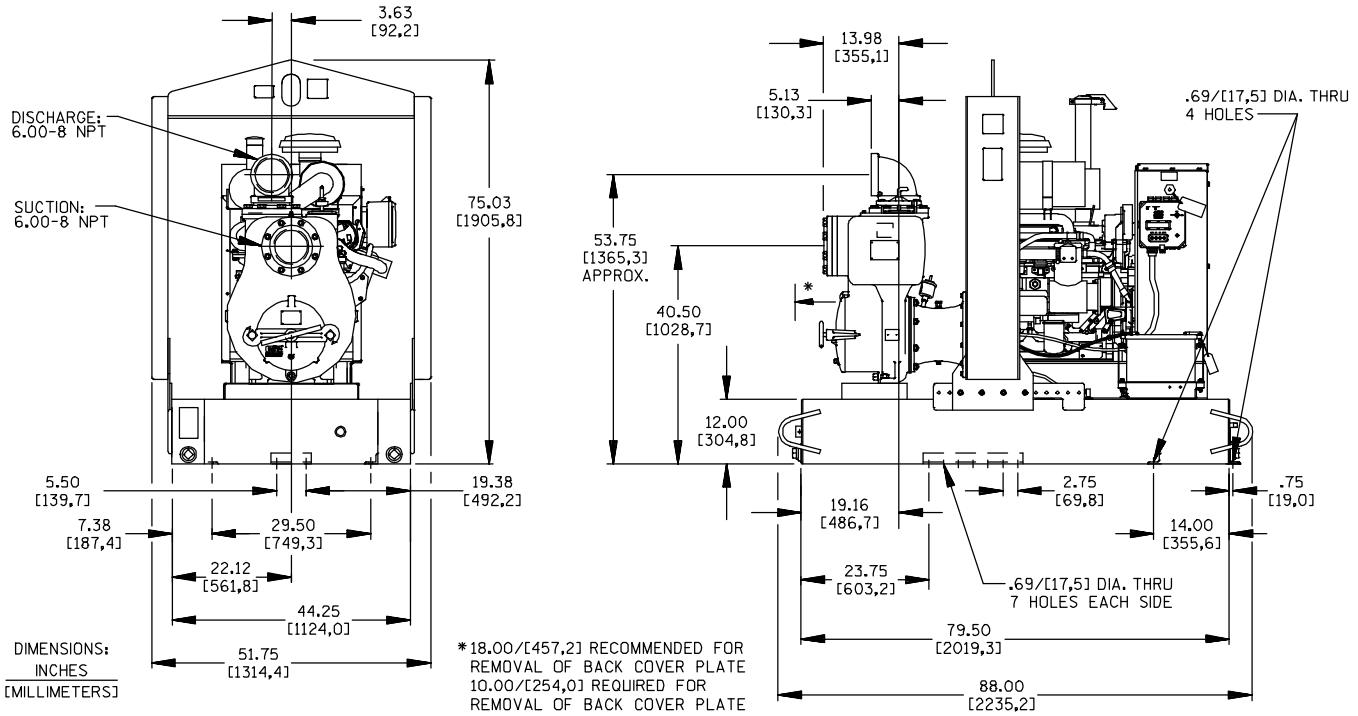 3.63
[92,2]
DISCHARGE:
6.00-8 NPT
SUCTION:
6.00-8 NPT
75.03
[1905,8]
5.50
[139,7]
19.38
[492,2]
7.38
[187,4]
29.50
[749,3]
22.12
[561,8]
44.25
[1124,0]
51.75
[1314,4]
DIMENSIONS:
INCHES
[MILLIMETERS]
13.98
[355,1]
5.13
[130,3]
.69/[17,5] DIA. THRU
4 HOLES
53.75
[1365,3]
APPROX.
40.50
[1028,7]
*
12.00
[304,8]
19.16
[486,7]
2.75
[69,8]
.75
[19,0]
14.00
[355,6]
23.75
[603,2]
.69/[17,5] DIA. THRU
7 HOLES EACH SIDE
79.50
[2019,3]
88.00
[2235,2]
*18.00/[457,2] RECOMMENDED FOR
REMOVAL OF BACK COVER PLATE
10.00/[254,0] REQUIRED FOR
REMOVAL OF BACK COVER PLATE